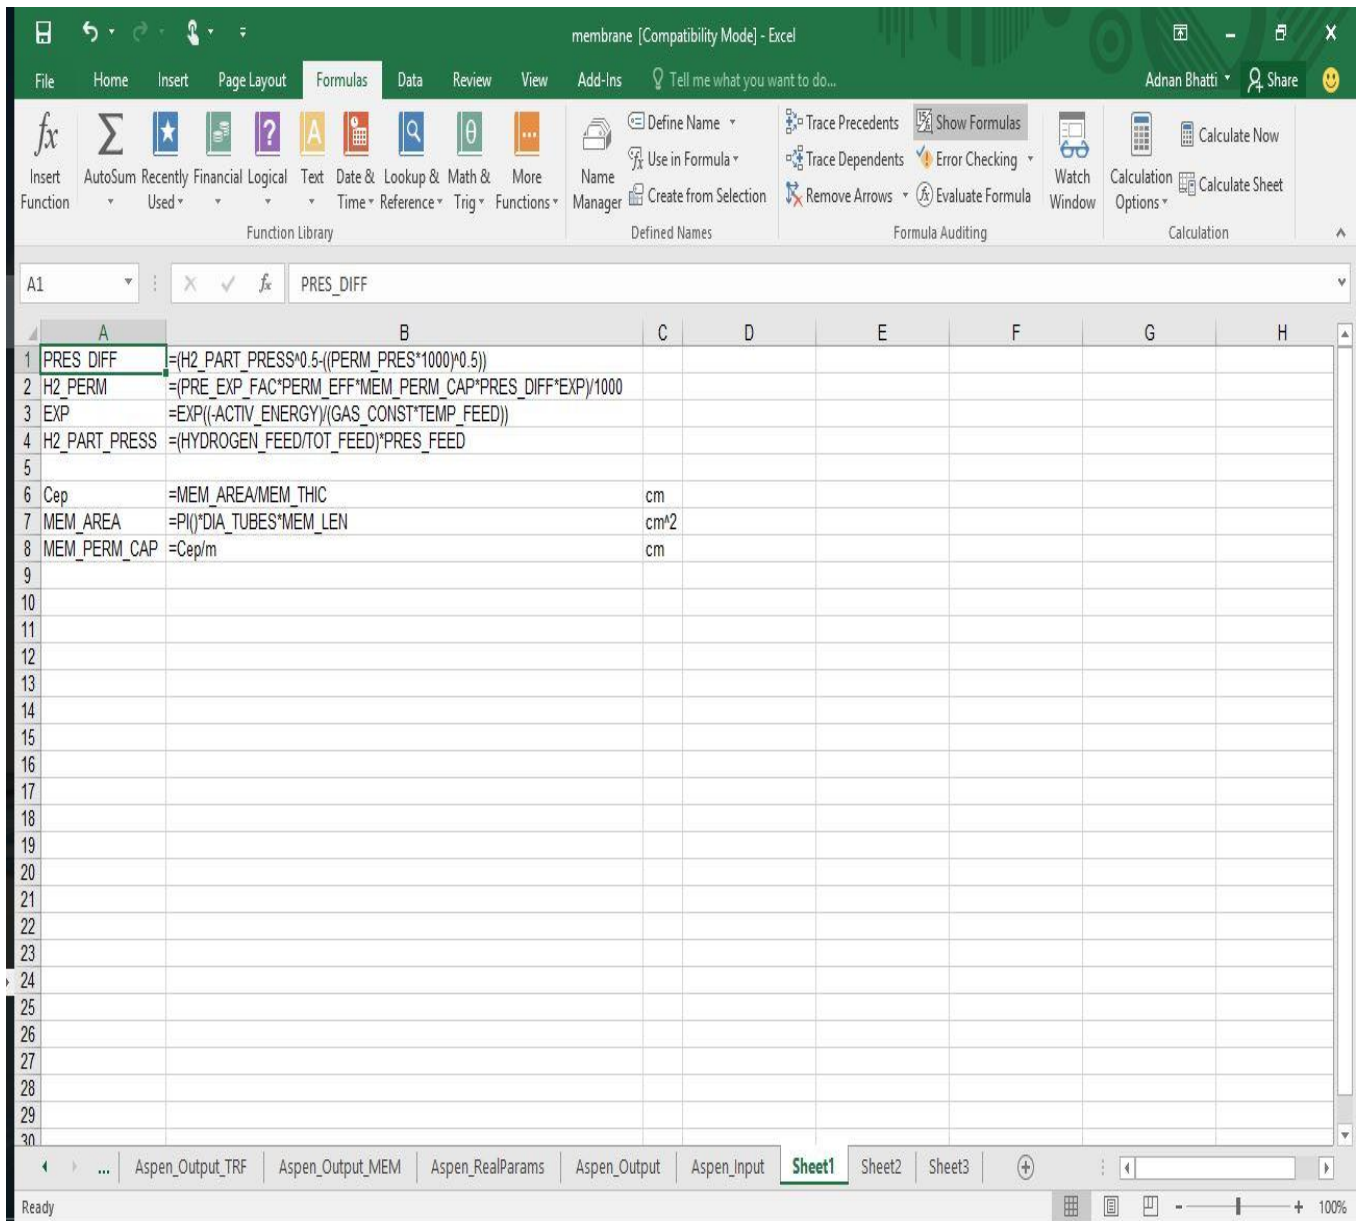 membrane [Compatibility Mode] - Excel
File Home Insert Page Layout Formulas Data Review View Add-Ins Tell me what you want to do... Adnan Bhatti Share
fx Σ Define Name Trace Precedents Show Formulas Calculate Now
Insert Function AutoSum Recently Used Financial Logical Text Date & Time Lookup & Reference Math & Trig More Functions Name Manager Use in Formula Trace Dependents Error Checking Watch Window Calculation Options Calculate Sheet
Create from Selection Remove Arrows Evaluate Formula
Function Library Defined Names Formula Auditing Calculation
A1 fx PRES_DIFF
A B C D E F G H
1 PRES_DIFF =(H2_PART_PRESS^0.5-((PERM_PRES*1000)^0.5))
2 H2_PERM =(PRE_EXP_FAC*PERM_EFF*MEM_PERM_CAP*PRES_DIFF*EXP)/1000
3 EXP =EXP((-ACTIV_ENERGY)/(GAS_CONST*TEMP_FEED))
4 H2_PART_PRESS =(HYDROGEN_FEED/TOT_FEED)*PRES_FEED
5
6 Cep =MEM_AREA/MEM_THIC cm
7 MEM_AREA =PI()*DIA_TUBES*MEM_LEN cm^2
8 MEM_PERM_CAP =Cep/m cm
9
10
11
12
13
14
15
16
17
18
19
20
21
22
23
24
25
26
27
28
29
30
... Aspen_Output_TRF Aspen_Output_MEM Aspen_RealParams Aspen_Output Aspen_Input Sheet1 Sheet2 Sheet3
Ready 100%